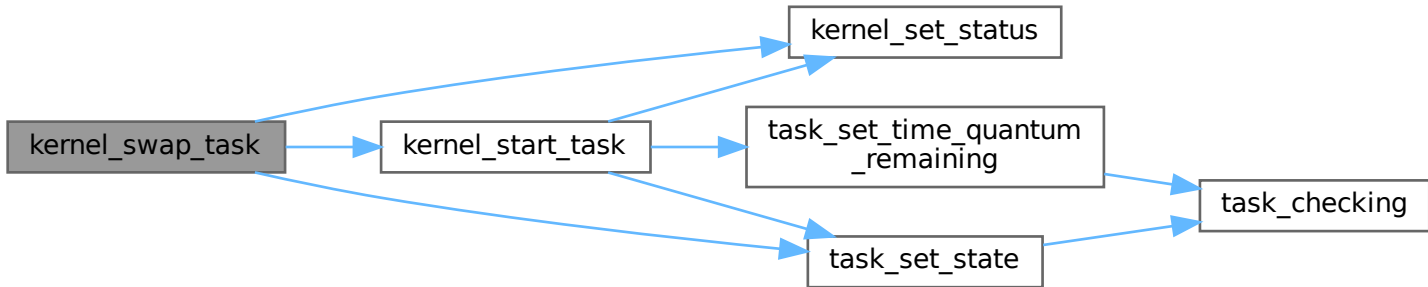 kernel_swap_task
kernel_start_task
kernel_set_status
task_set_time_quantum
_remaining
task_set_state
task_checking